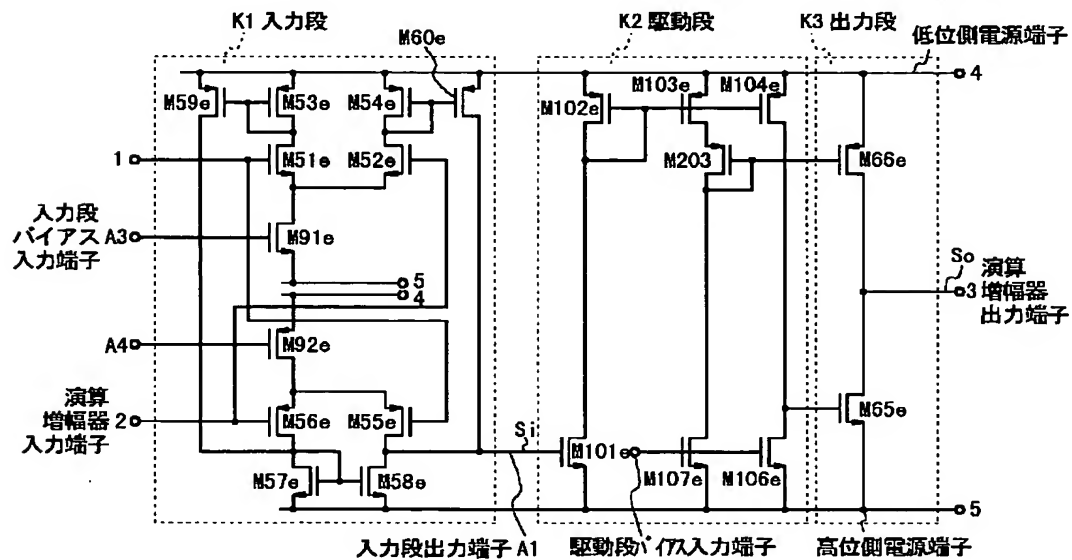 K1 入力段
K2 駆動段
K3 出力段
M60e
低位側電源端子
4
M59e
M53e
M54e
M102e
M103e
M104e
1
M51e
M52e
M203
M66e
入力段
バイアス
入力端子
A3
M91e
5
4
So
3
演算
増幅器
出力端子
A4
M92e
演算
増幅器
入力端子
2
M56e
M55e
Si
M101e
M65e
M57e
M58e
M107e
M106e
5
入力段出力端子A1
駆動段バイアス入力端子
高位側電源端子